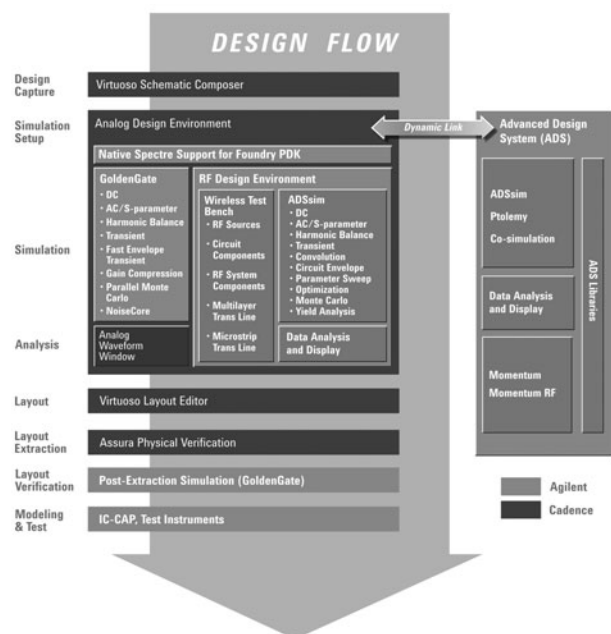 DESIGN FLOW
Design
Capture
Virtuoso Schematic Composer
Simulation
Setup
Analog Design Environment
Dynamic Link
Advanced Design
System (ADS)
Native Spectre Support for Foundry PDK
Simulation
GoldenGate
• DC
• AC/S-parameter
• Harmonic Balance
• Transient
• Fast Envelope
Transient
• Gain Compression
• Parallel Monte
Carlo
• NoiseCore
RF Design Environment
Wireless Test
Bench
• RF Sources
• Circuit
Components
• RF System
Components
• Multilayer
Trans Line
• Microstrip
Trans Line
ADSsim
• DC
• AC/S-parameter
• Harmonic Balance
• Transient
• Convolution
• Circuit Envelope
• Parameter Sweep
• Optimization
• Monte Carlo
• Yield Analysis
ADSsim
Ptolemy
Co-simulation
ADS Libraries
Data Analysis
and Display
Momentum
Momentum RF
Analysis
Analog
Waveform
Window
Data Analysis
and Display
Layout
Virtuoso Layout Editor
Layout
Extraction
Assura Physical Verification
Layout
Verification
Post-Extraction Simulation (GoldenGate)
Modeling
& Test
IC-CAP, Test Instruments
Agilent
Cadence